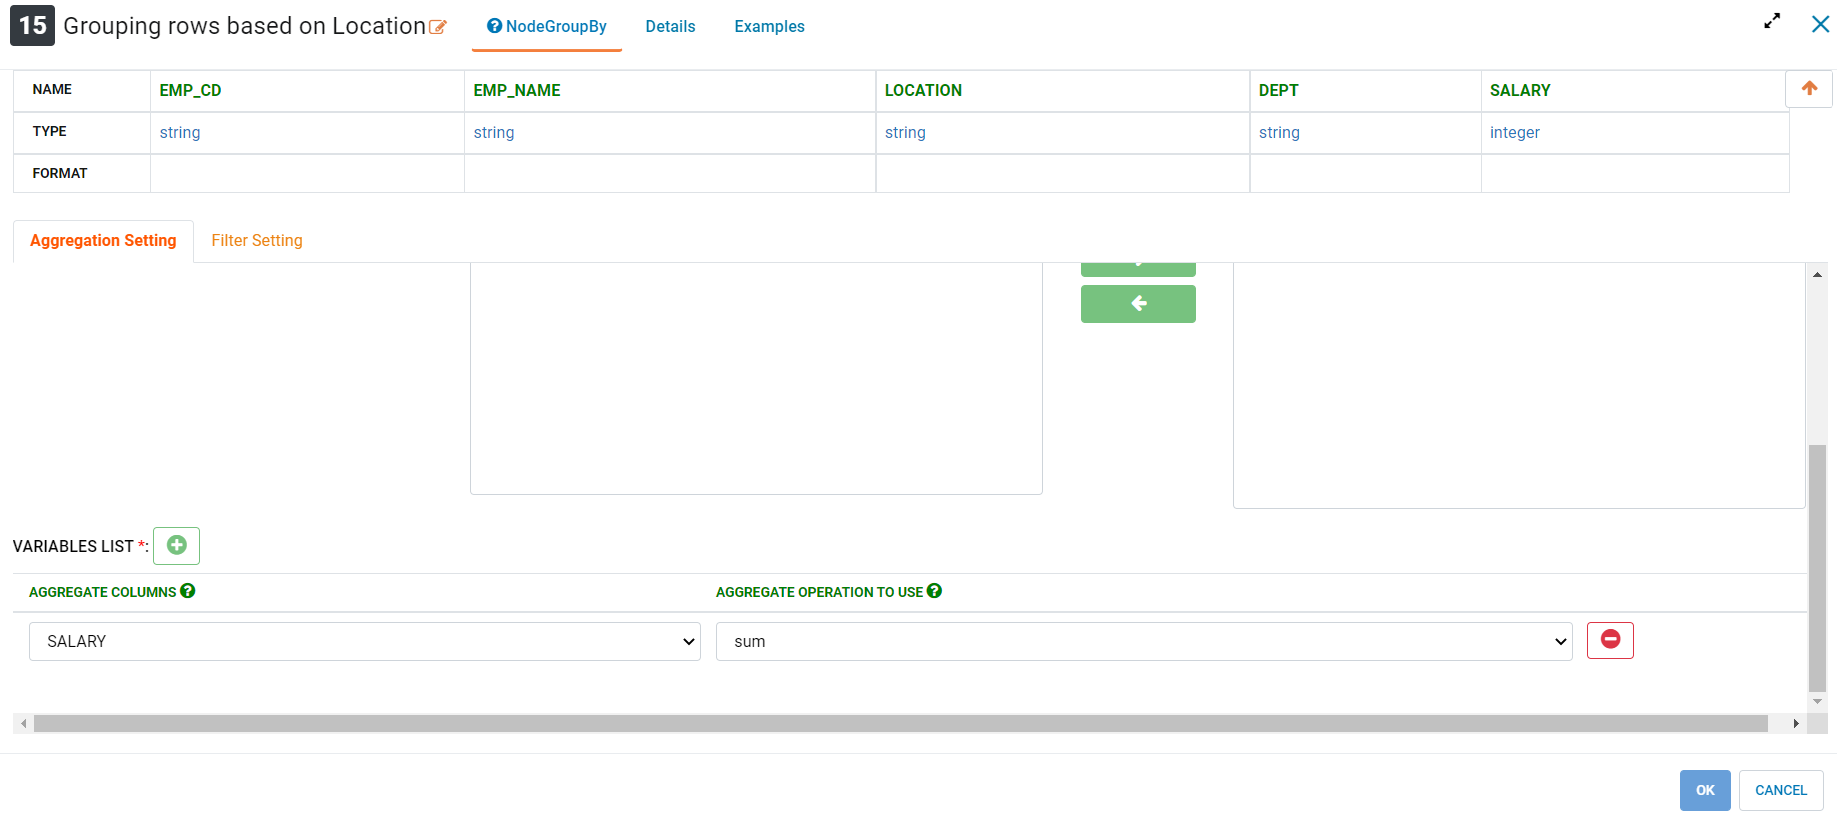 15 Grouping rows based on Location NodeGroupBy Details Examples
NAME EMP_CD EMP_NAME LOCATION DEPT SALARY
TYPE string string string string integer
FORMAT
Aggregation Setting Filter Setting
VARIABLES LIST *:
AGGREGATE COLUMNS AGGREGATE OPERATION TO USE
SALARY sum
OK CANCEL